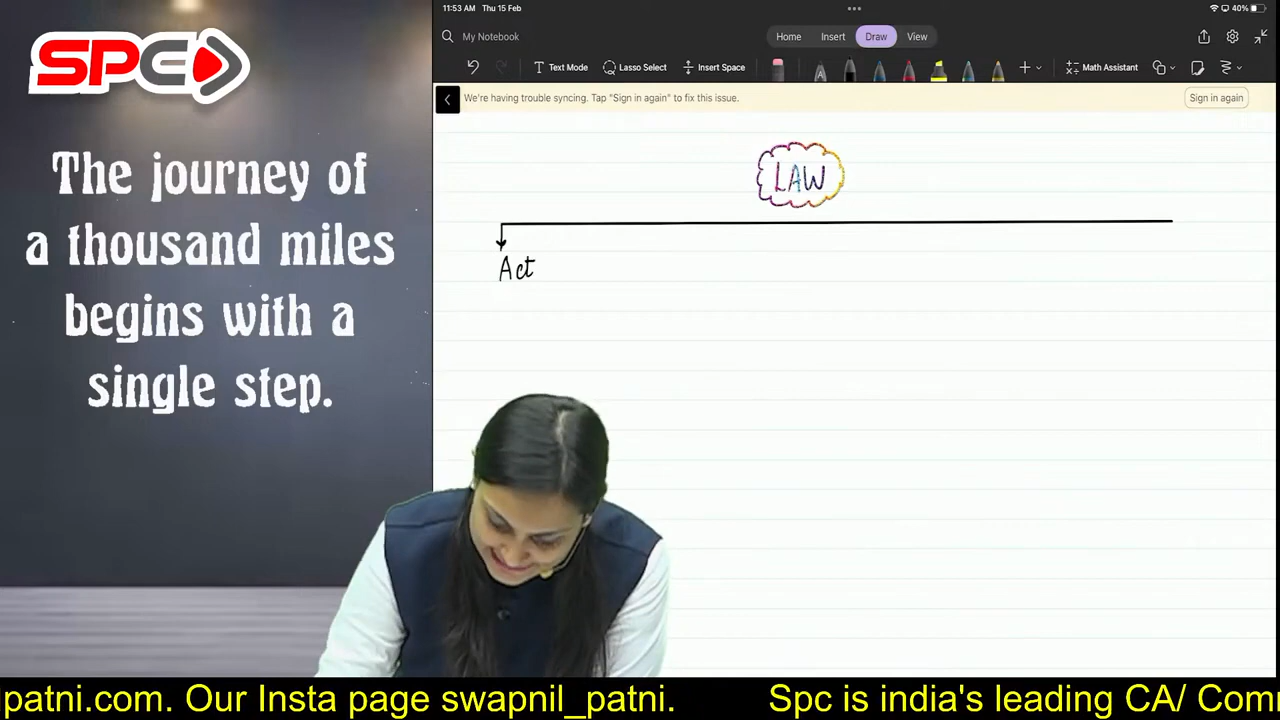 11:53 AM Thu 15 Feb
40%
My Notebook
Home Insert Draw View
Text Mode Lasso Select Insert Space Math Assistant
We're having trouble syncing. Tap "Sign in again" to fix this issue. Sign in again
SPC
The journey of
a thousand miles
begins with a
single step.
LAW
Act
patni.com. Our Insta page swapnil_patni. Spc is india's leading CA/ Com